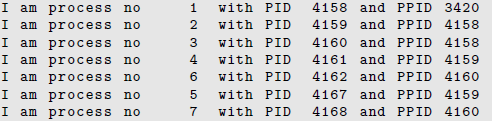 I am process no 1 with PID 4158 and PPID 3420
I am process no 2 with PID 4159 and PPID 4158
I am process no 3 with PID 4160 and PPID 4158
I am process no 4 with PID 4161 and PPID 4159
I am process no 6 with PID 4162 and PPID 4160
I am process no 5 with PID 4167 and PPID 4159
I am process no 7 with PID 4168 and PPID 4160